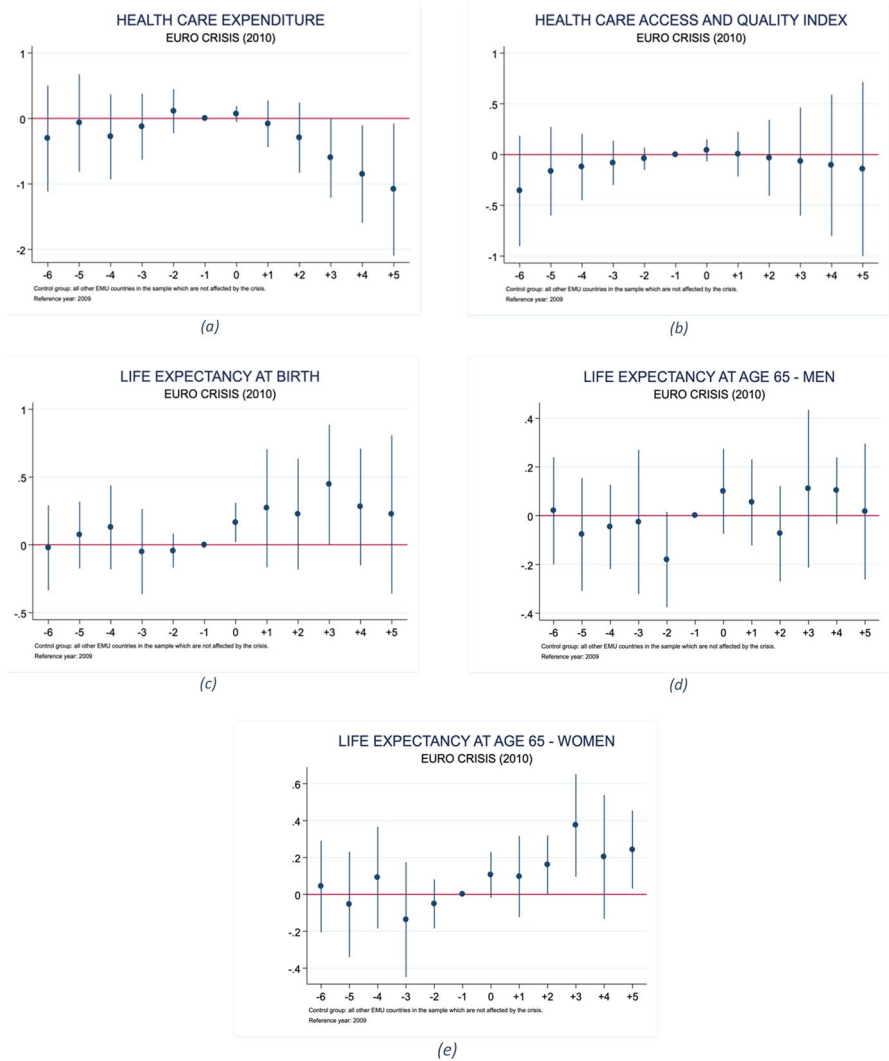 HEALTH CARE EXPENDITURE
EURO CRISIS (2010)
1
0
-1
-2
-6 -5 -4 -3 -2 -1 0 +1 +2 +3 +4 +5
Control group: all other EMU countries in the sample which are not affected by the crisis.
Reference year: 2009
(a)
HEALTH CARE ACCESS AND QUALITY INDEX
EURO CRISIS (2010)
1
.5
0
-.5
-1
-6 -5 -4 -3 -2 -1 0 +1 +2 +3 +4 +5
Control group: all other EMU countries in the sample which are not affected by the crisis.
Reference year: 2009
(b)
LIFE EXPECTANCY AT BIRTH
EURO CRISIS (2010)
1
.5
0
-.5
-6 -5 -4 -3 -2 -1 0 +1 +2 +3 +4 +5
Control group: all other EMU countries in the sample which are not affected by the crisis.
Reference year: 2009
(c)
LIFE EXPECTANCY AT AGE 65 - MEN
EURO CRISIS (2010)
.4
.2
0
-.2
-.4
-6 -5 -4 -3 -2 -1 0 +1 +2 +3 +4 +5
Control group: all other EMU countries in the sample which are not affected by the crisis.
Reference year: 2009
(d)
LIFE EXPECTANCY AT AGE 65 - WOMEN
EURO CRISIS (2010)
.6
.4
.2
0
-.2
-.4
-6 -5 -4 -3 -2 -1 0 +1 +2 +3 +4 +5
Control group: all other EMU countries in the sample which are not affected by the crisis.
Reference year: 2009
(e)